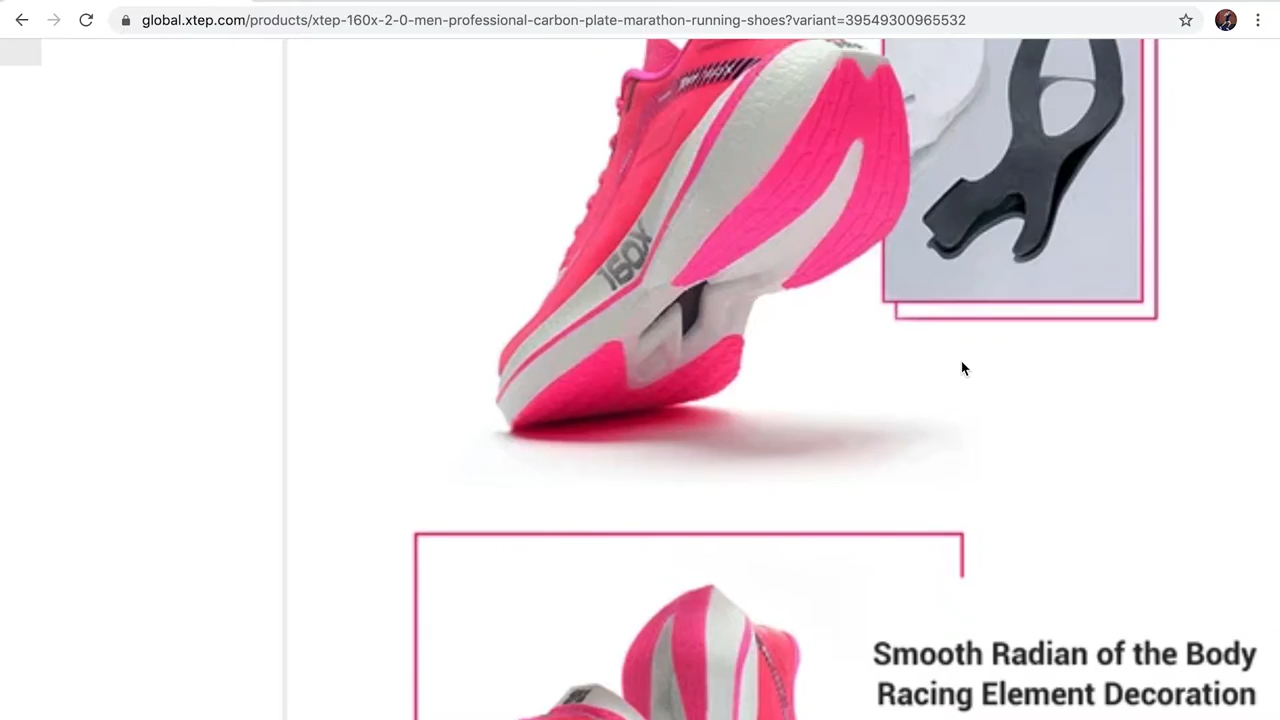 global.xtep.com/products/xtep-160x-2-0-men-professional-carbon-plate-marathon-running-shoes?variant=39549300965532
160X
Smooth Radian of the Body
Racing Element Decoration